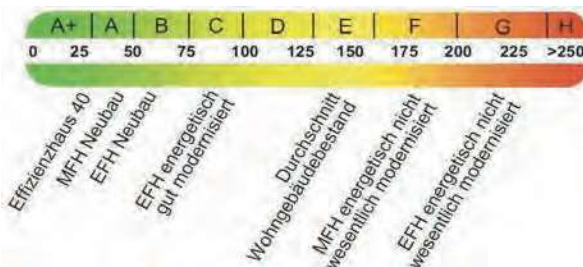 A+ A B C D E F G H
0 25 50 75 100 125 150 175 200 225 >250
Effizienzhaus 40
MFH Neubau
EFH Neubau
EFH energetisch
gut modernisiert
Durchschnitt
Wohngebäudebestand
MFH energetisch nicht
wesentlich modernisiert
EFH energetisch nicht
wesentlich modernisiert